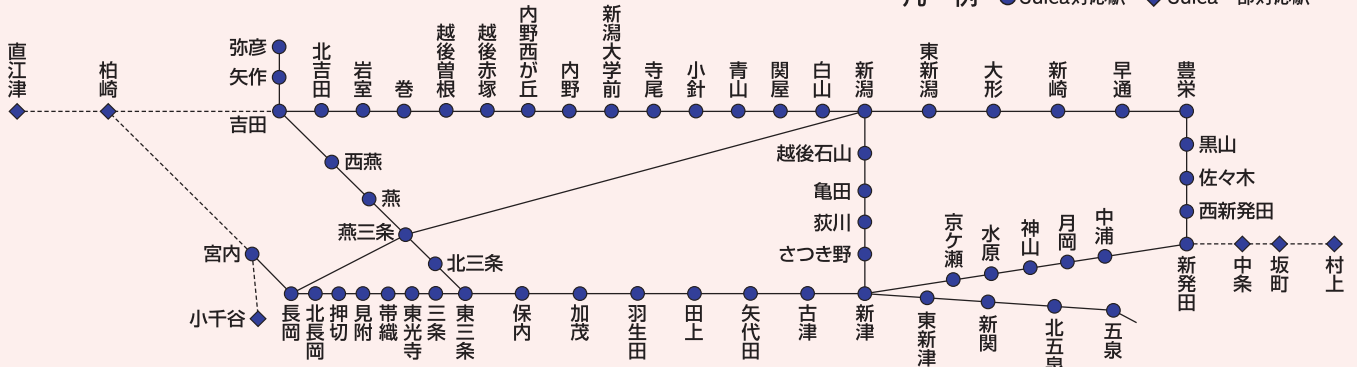 凡 例 Suica対応駅 Suica一部対応駅
直江津
柏崎
弥彦
矢作
吉田
北吉田
岩室
巻
越後曽根
越後赤塚
内野西が丘
内野
新潟大学前
寺尾
小針
青山
関屋
白山
新潟
東新潟
大形
新崎
早通
豊栄
黒山
佐々木
西新発田
新発田
中条
坂町
村上
西燕
燕
燕三条
北三条
越後石山
亀田
荻川
さつき野
京ケ瀬
水原
神山
月岡
中浦
宮内
小千谷
長岡
北長岡
押切
見附
帯織
東光寺
三条
東三条
保内
加茂
羽生田
田上
矢代田
古津
新津
東新津
新関
北五泉
五泉